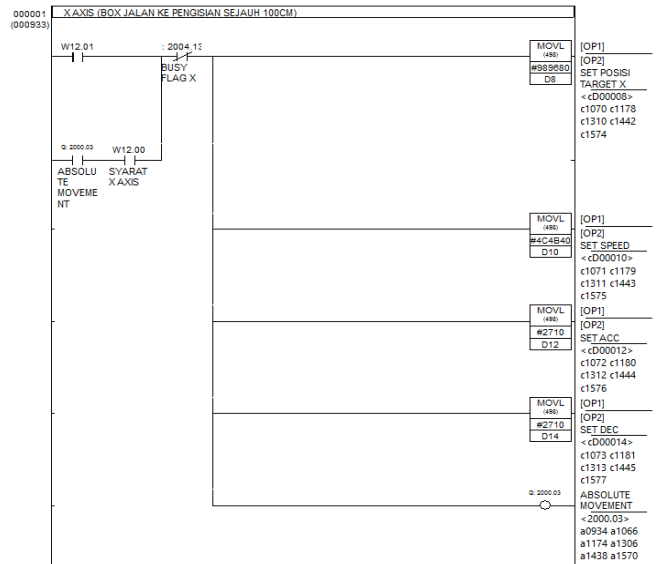 000001
(000933)
X AXIS (BOX JALAN KE PENGISIAN SEJAUH 100CM)
W12.01
: 2004.13
BUSY
FLAG X
MOVL
(498)
#989680
D8
[OP1]
[OP2]
SET POSISI
TARGET X
<cD00008>
c1070 c1178
c1310 c1442
c1574
Q: 2000.03
W12.00
ABSOLU
TE
MOVEME
NT
SYARAT
X AXIS
MOVL
(498)
#4C4B40
D10
[OP1]
[OP2]
SET SPEED
<cD00010>
c1071 c1179
c1311 c1443
c1575
MOVL
(498)
#2710
D12
[OP1]
[OP2]
SET ACC
<cD00012>
c1072 c1180
c1312 c1444
c1576
MOVL
(498)
#2710
D14
[OP1]
[OP2]
SET DEC
<cD00014>
c1073 c1181
c1313 c1445
c1577
Q: 2000.03
ABSOLUTE
MOVEMENT
<2000.03>
a0934 a1066
a1174 a1306
a1438 a1570